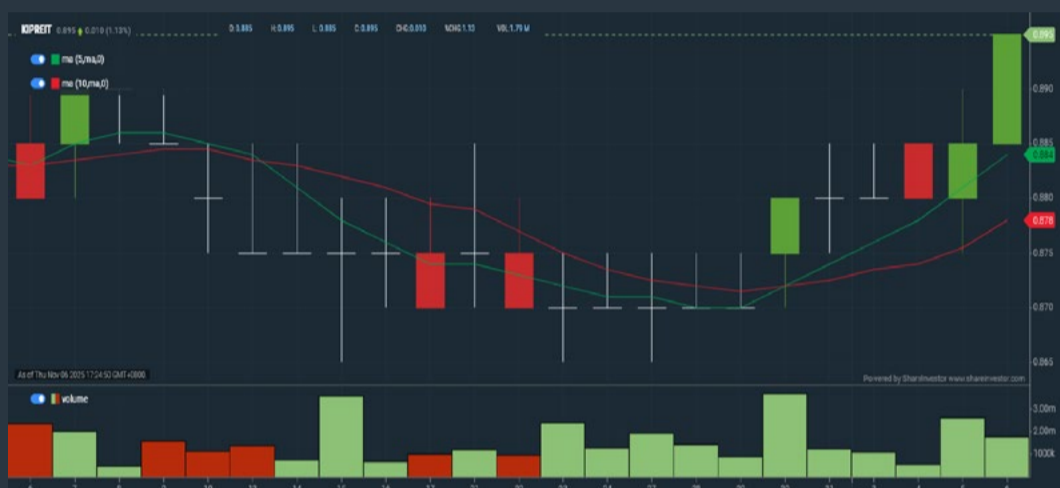 KIPREIT 0.895 0.010 (1.13%) O:0.885 H:0.895 L:0.885 C:0.895 CHG:0.010 %CHG:1.13 VOL:1.79 M
0.895
ma (5,ma,0)
ma (10,ma,0)
0.890
0.885
0.884
0.880
0.878
0.875
0.870
0.865
As of Thu Nov 06 2025 17:24:53 GMT+0800.
Powered by ShareInvestor www.shareinvestor.com
volume
3.00m
2.00m
1000k